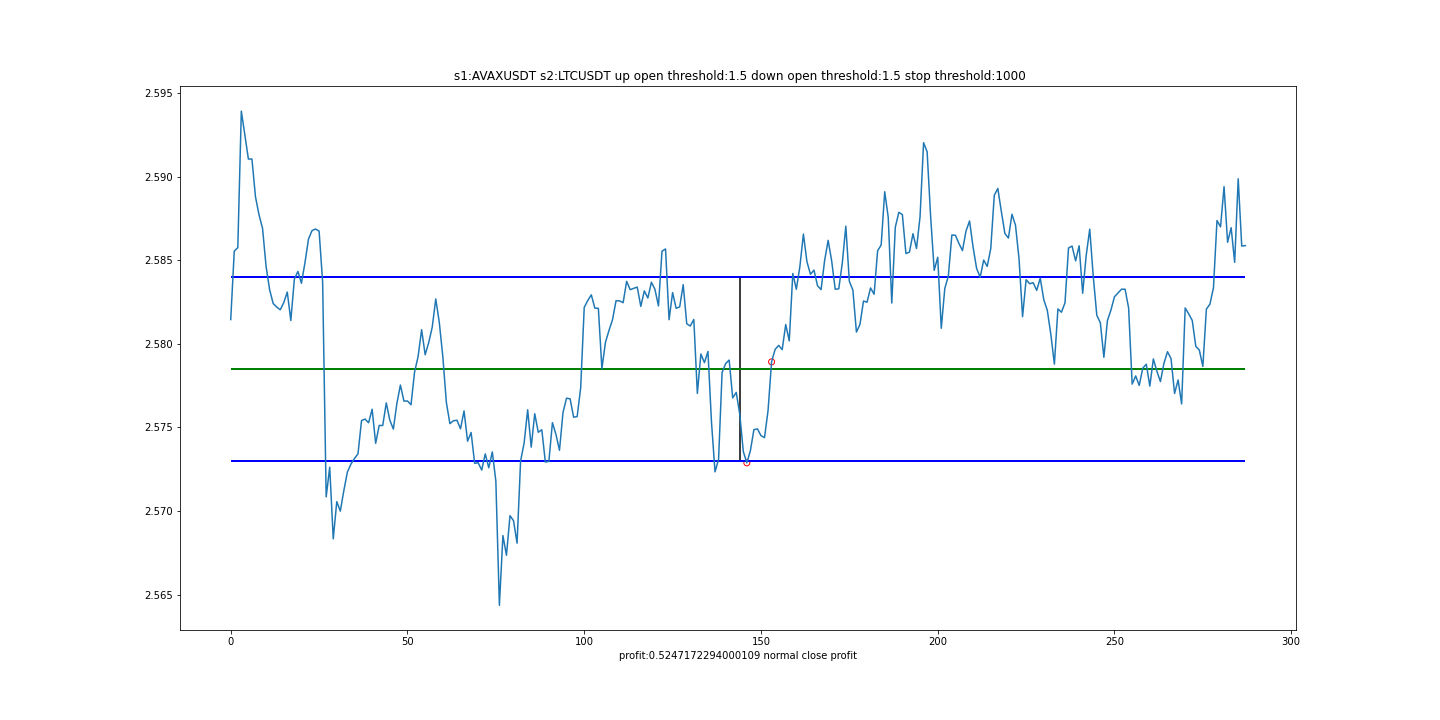 s1:AVAXUSDT s2:LTCUSDT up open threshold:1.5 down open threshold:1.5 stop threshold:1000
2.595
2.590
2.585
2.580
2.575
2.570
2.565
0 50 100 150 200 250 300
profit:0.5247172294000109 normal close profit